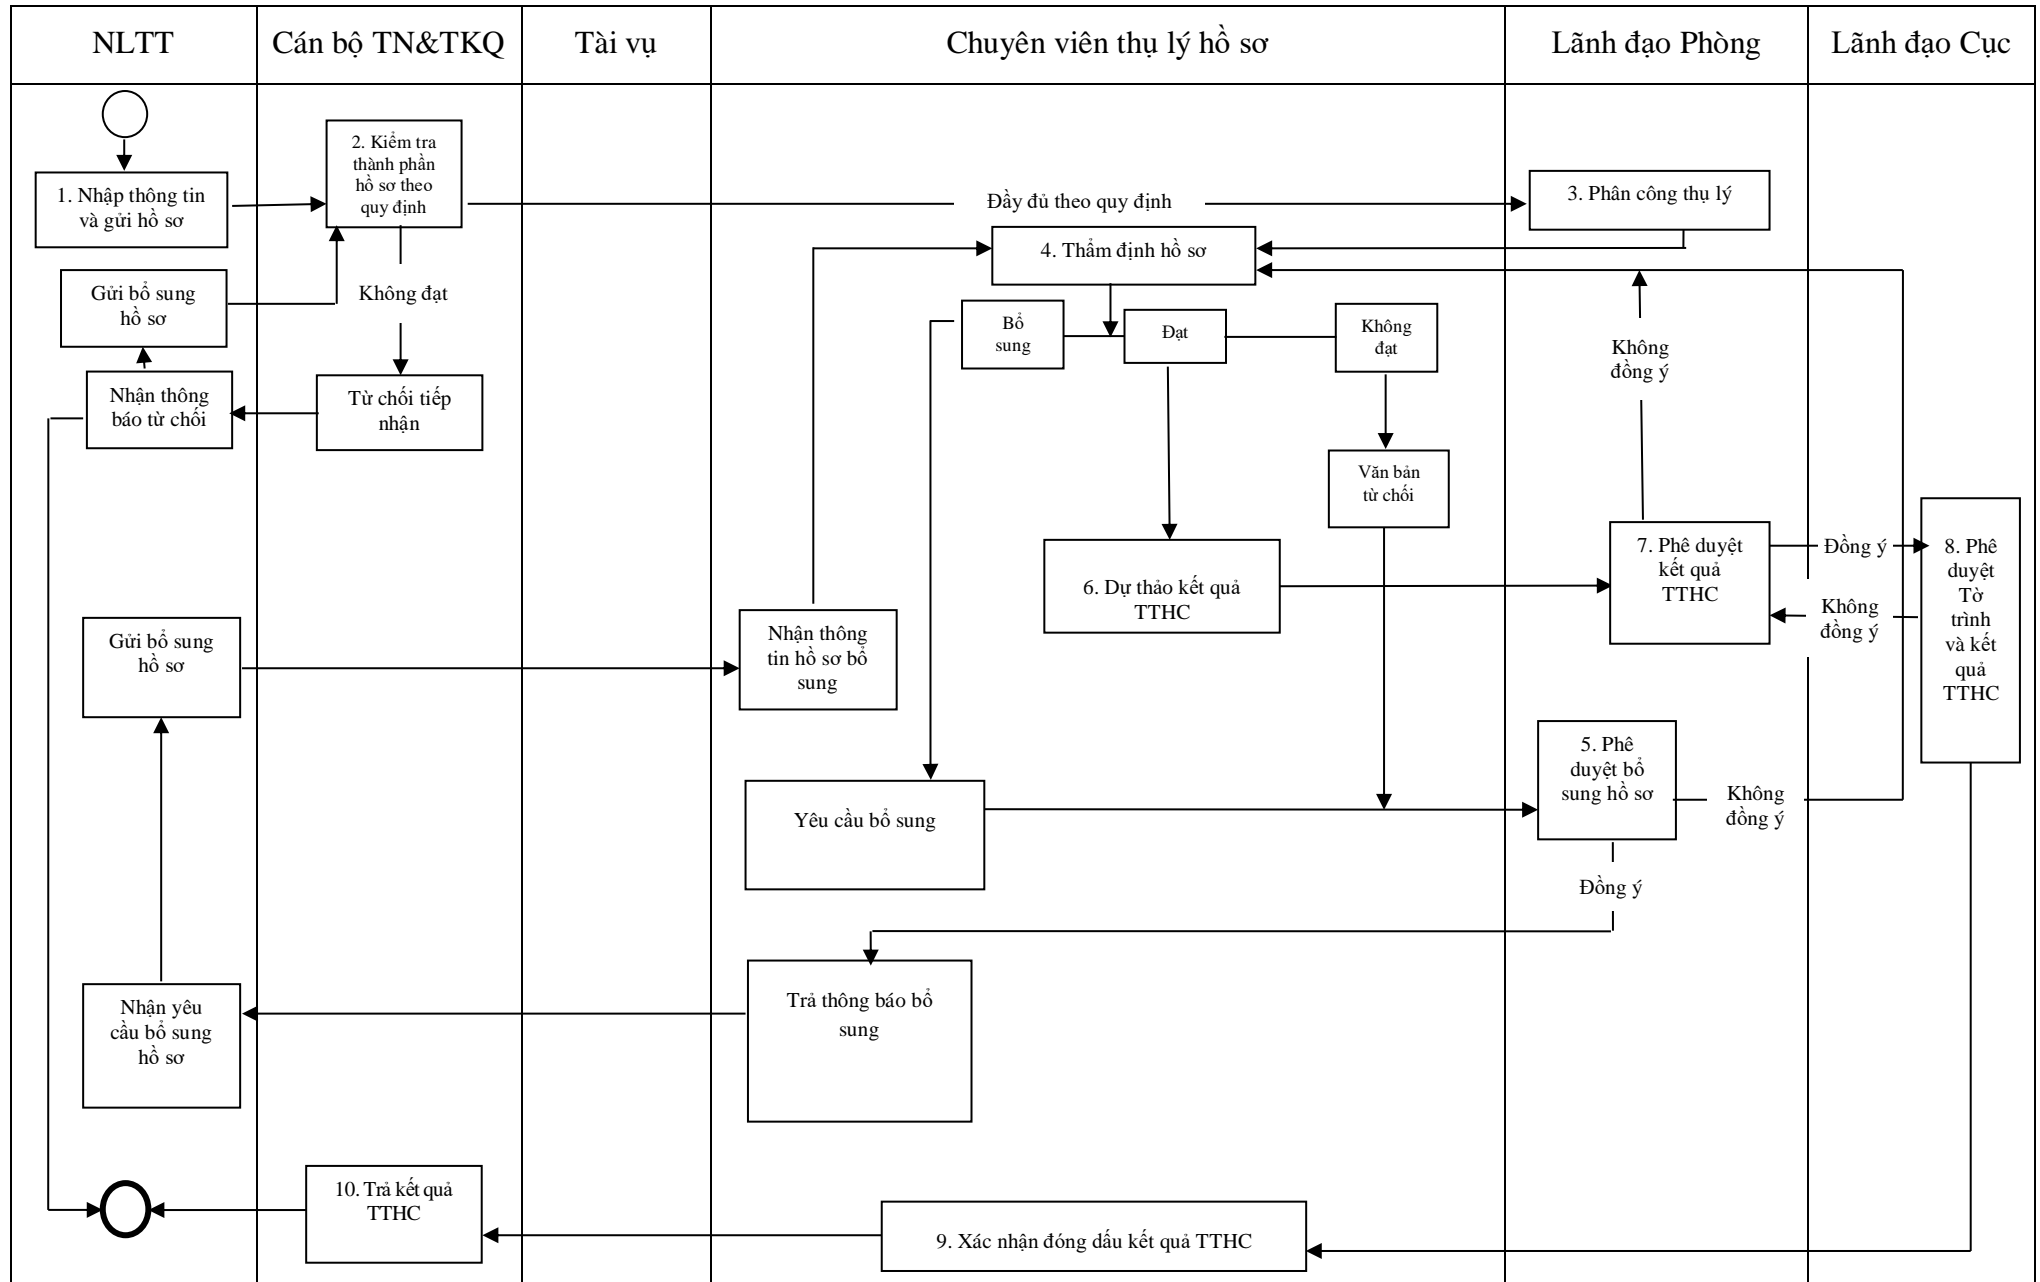 NLTT
Cán bộ TN&TKQ
Tài vụ
Chuyên viên thụ lý hồ sơ
Lãnh đạo Phòng
Lãnh đạo Cục
1. Nhập thông tin
và gửi hồ sơ
2. Kiểm tra
thành phần
hồ sơ theo
quy định
Đầy đủ theo quy định
3. Phân công thụ lý
4. Thẩm định hồ sơ
Gửi bổ sung
hồ sơ
Không đạt
Bổ
sung
Đạt
Không
đạt
Không
đồng ý
Nhận thông
báo từ chối
Từ chối tiếp
nhận
Văn bản
từ chối
6. Dự thảo kết quả
TTHC
7. Phê duyệt
kết quả
TTHC
Đồng ý
Không
đồng ý
8. Phê
duyệt
Tờ
trình
và kết
quả
TTHC
Gửi bổ sung
hồ sơ
Nhận thông
tin hồ sơ bổ
sung
5. Phê
duyệt bổ
sung hồ sơ
Không
đồng ý
Yêu cầu bổ sung
Đồng ý
Nhận yêu
cầu bổ sung
hồ sơ
Trả thông báo bổ
sung
10. Trả kết quả
TTHC
9. Xác nhận đóng dấu kết quả TTHC